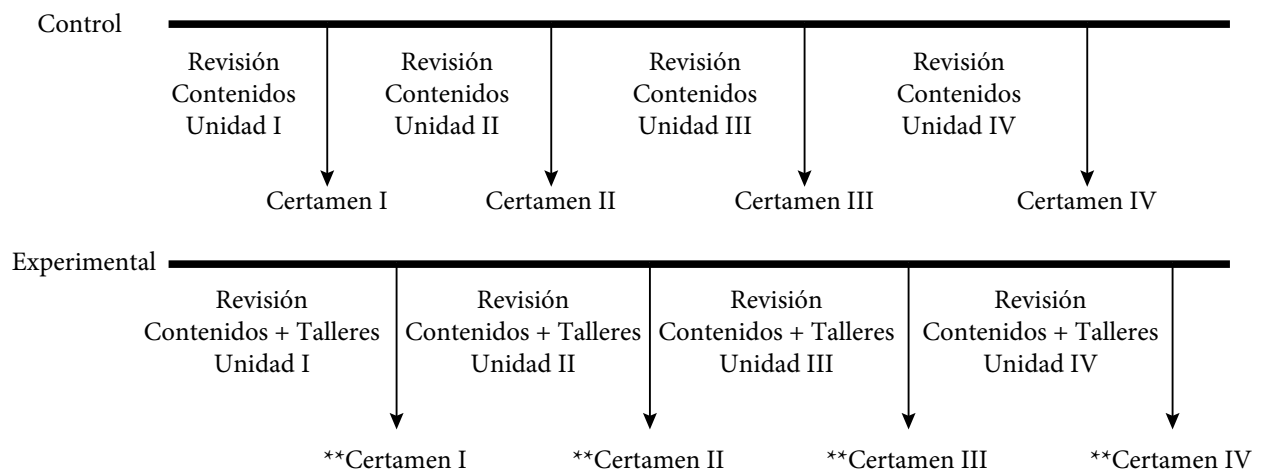 Control
Revisión
Contenidos
Unidad I
Revisión
Contenidos
Unidad II
Revisión
Contenidos
Unidad III
Revisión
Contenidos
Unidad IV
Certamen I
Certamen II
Certamen III
Certamen IV
Experimental
Revisión
Contenidos + Talleres
Unidad I
Revisión
Contenidos + Talleres
Unidad II
Revisión
Contenidos + Talleres
Unidad III
Revisión
Contenidos + Talleres
Unidad IV
**Certamen I
**Certamen II
**Certamen III
**Certamen IV